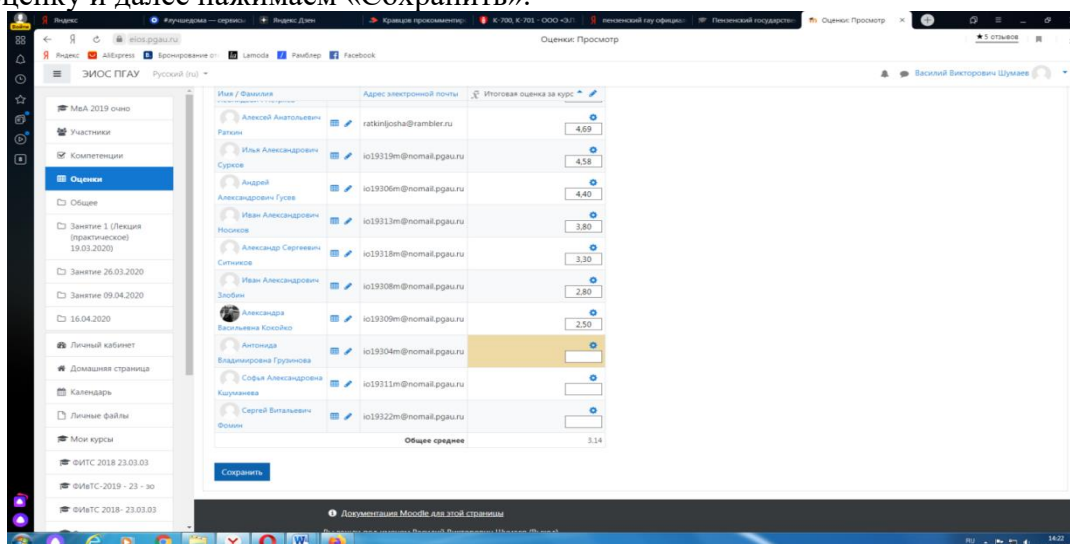 ценку и далее нажимаем «Сохранить».
Яндекс
#лучшедома — сервисы
Яндекс Дзен
Кравцов прокомментир
К-700, К-701 - ООО «З
пензенский гау официал
Пензенский государстве
Оценки: Просмотр
eios.pgau.ru
Оценки: Просмотр
★ 5 отзывов
Яндекс
AliExpress
Бронирование о
Lamoda
Рамблер
Facebook
ЭИОС ПГАУ
Русский (ru)
Василий Викторович Шумаев
МвА 2019 очно
Участники
Компетенции
Оценки
Общее
Занятие 1 (Лекция
(практическое)
19.03.2020)
Занятие 26.03.2020
Занятие 09.04.2020
16.04.2020
Личный кабинет
Домашняя страница
Календарь
Личные файлы
Мои курсы
ФИТС 2018 23.03.03
ФИвТС-2019 - 23 - зо
ФИвТС 2018- 23.03.03
Имя / Фамилия
Адрес электронной почты
Итоговая оценка за курс
Алексей Анатольевич
Раткин
ratkinljosha@rambler.ru
4,69
Илья Александрович
Сурков
io19319m@nomail.pgau.ru
4,58
Андрей
Александрович Гусев
io19306m@nomail.pgau.ru
4,40
Иван Александрович
Носиков
io19313m@nomail.pgau.ru
3,80
Александр Сергеевич
Ситников
io19318m@nomail.pgau.ru
3,30
Иван Александрович
Злобин
io19308m@nomail.pgau.ru
2,80
Александра
Васильевна Кокойко
io19309m@nomail.pgau.ru
2,50
Антонида
Владимировна Грузинова
io19304m@nomail.pgau.ru
Софья Александровна
Кшуманева
io19311m@nomail.pgau.ru
Сергей Витальевич
Фомин
io19322m@nomail.pgau.ru
Общее среднее
3,14
Сохранить
Документация Moodle для этой страницы
RU
14:22